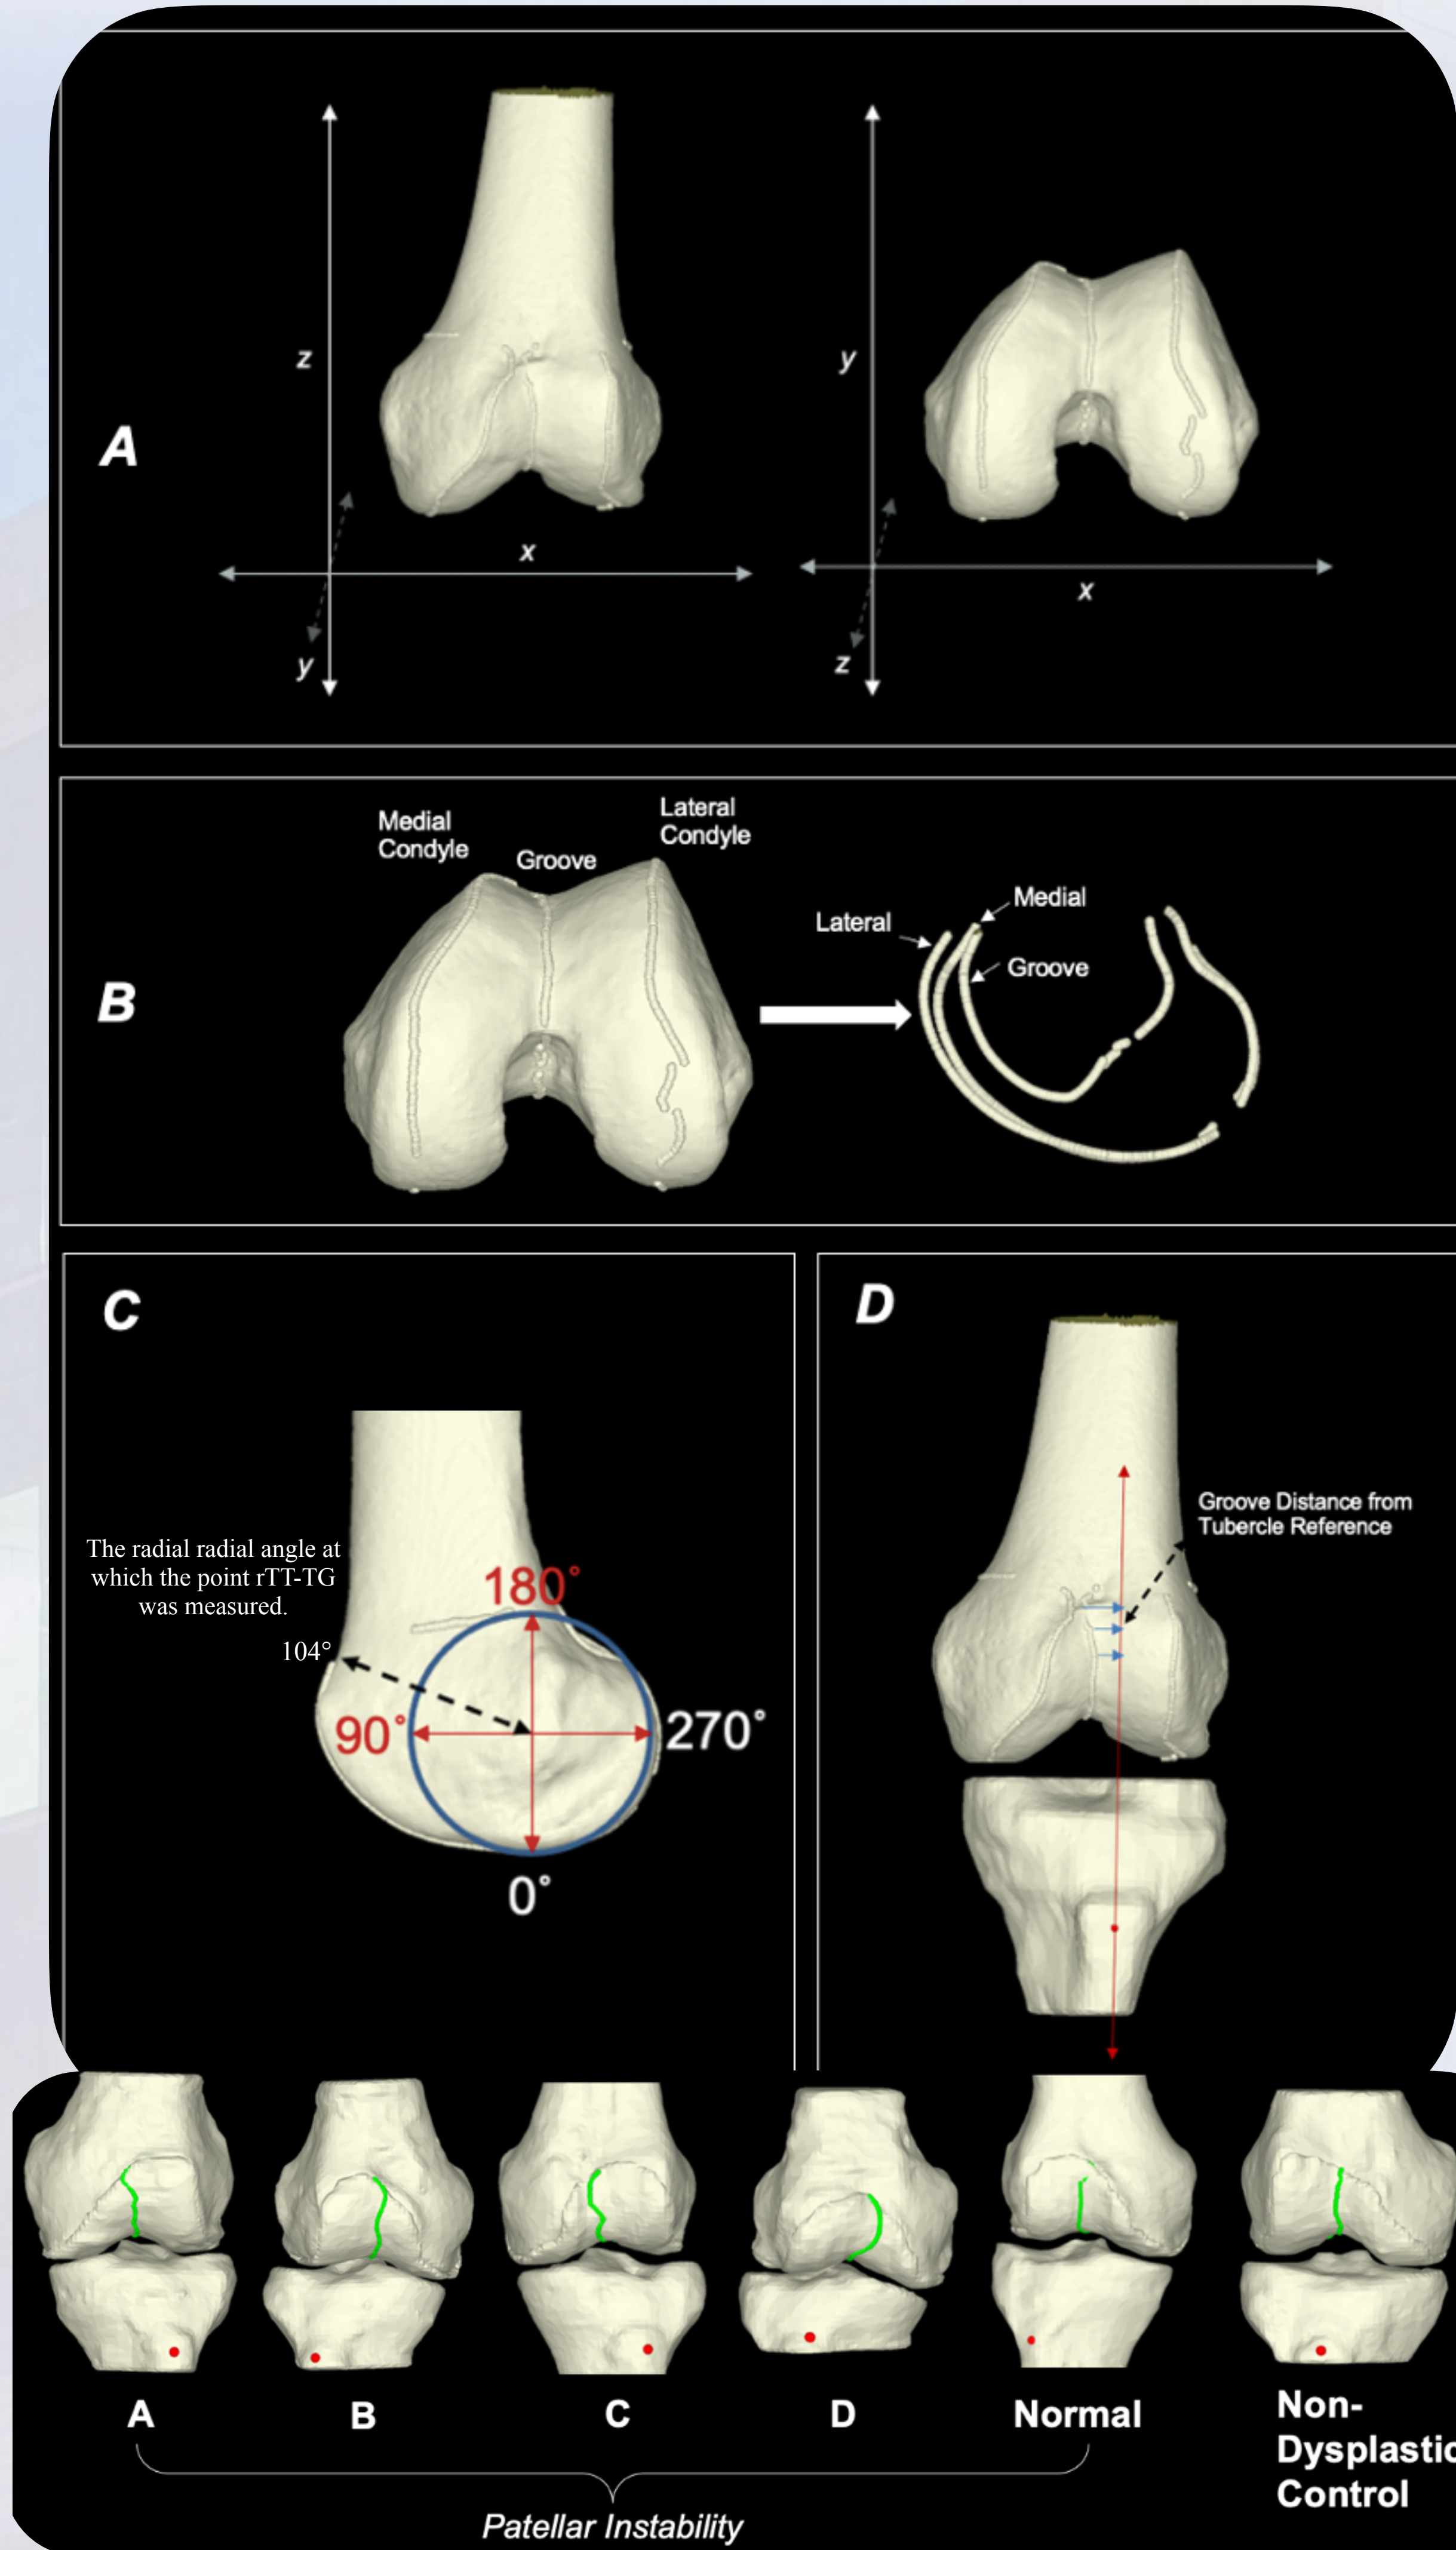 A
z
x
y
y
x
z
B
Medial
Condyle
Groove
Lateral
Condyle
Lateral
Medial
Groove
C
The radial radial angle at
which the point rTT-TG
was measured.
104°
180°
90°
270°
0°
D
Groove Distance from
Tubercle Reference
A
B
C
D
Normal
Non-
Dysplastic
Control
Patellar Instability